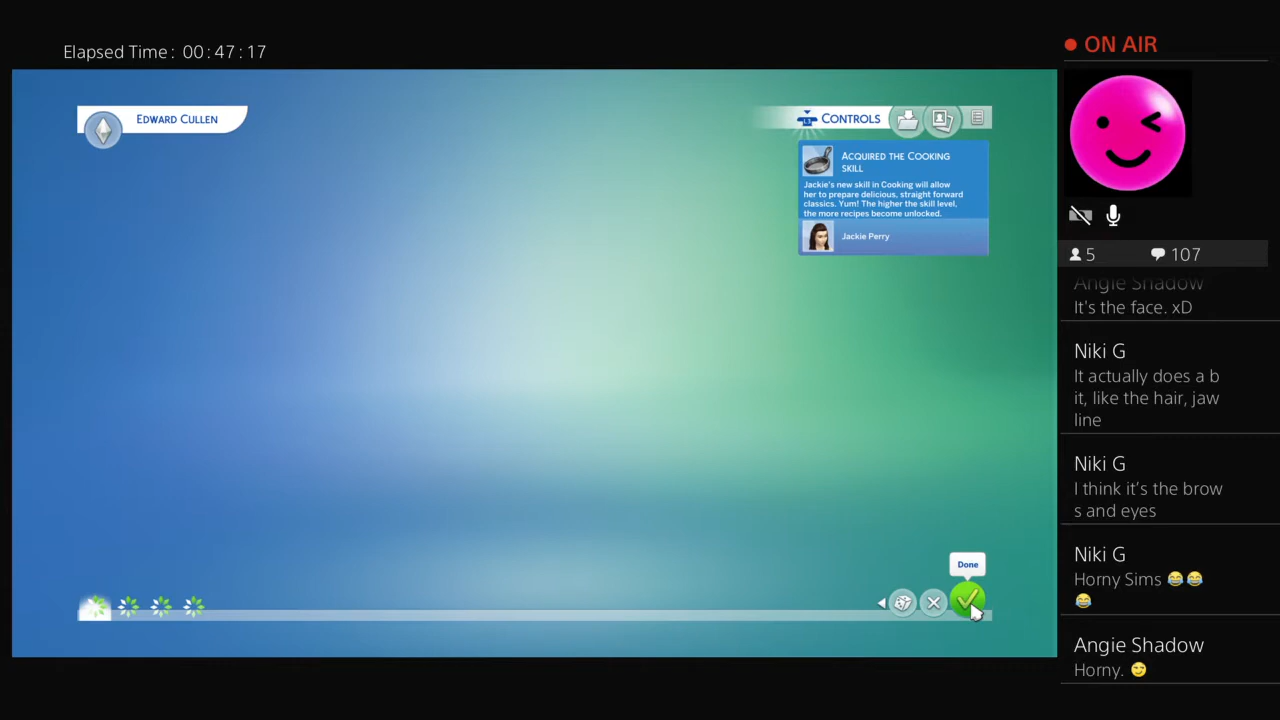 Elapsed Time: 00:47:17
ON AIR
EDWARD CULLEN
CONTROLS
ACQUIRED THE COOKING
SKILL
Jackie's new skill in Cooking will allow
her to prepare delicious, straight forward
classics. Yum! The higher the skill level,
the more recipes become unlocked.
Jackie Perry
5
107
Angie Shadow
It's the face. xD
Niki G
It actually does a b
it, like the hair, jaw
line
Niki G
I think it's the brow
s and eyes
Niki G
Horny Sims 😂😂
😂
Angie Shadow
Horny. 😏
Done